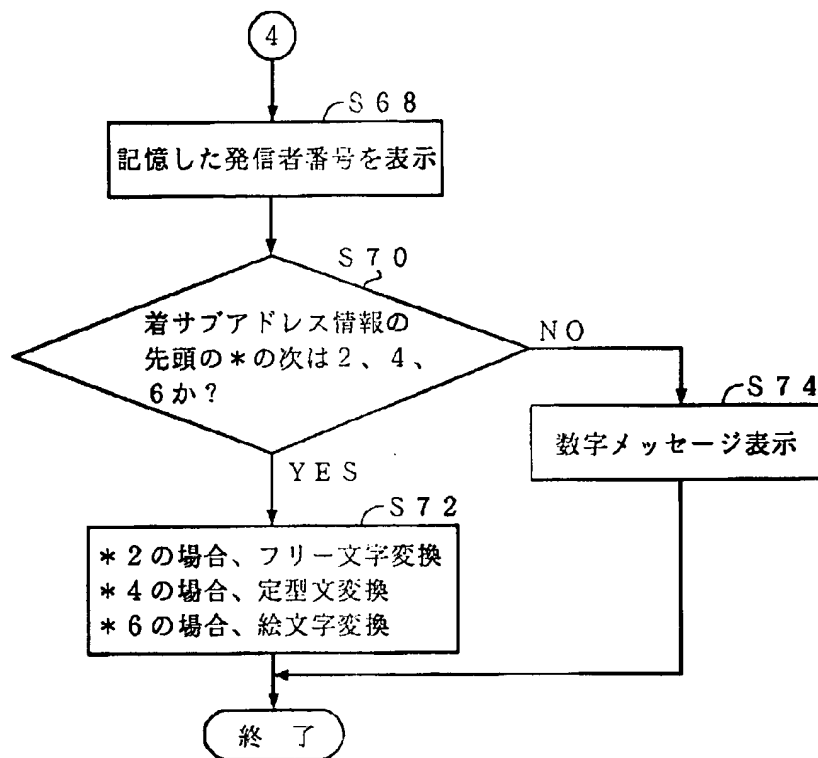 4
S68
記憶した発信者番号を表示
S70
着サブアドレス情報の
先頭の*の次は2、4、
6か?
NO
S74
数字メッセージ表示
YES
S72
*2の場合、フリー文字変換
*4の場合、定型文変換
*6の場合、絵文字変換
終 了